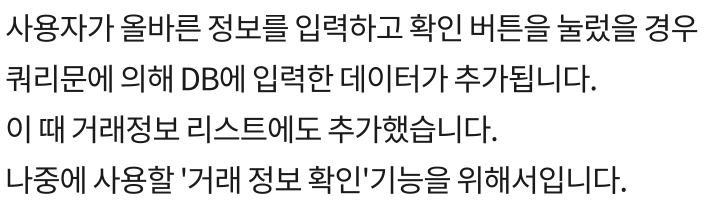 사용자가 올바른 정보를 입력하고 확인 버튼을 눌렀을 경우
쿼리문에 의해 DB에 입력한 데이터가 추가됩니다.
이 때 거래정보 리스트에도 추가했습니다.
나중에 사용할 '거래 정보 확인'기능을 위해서입니다.